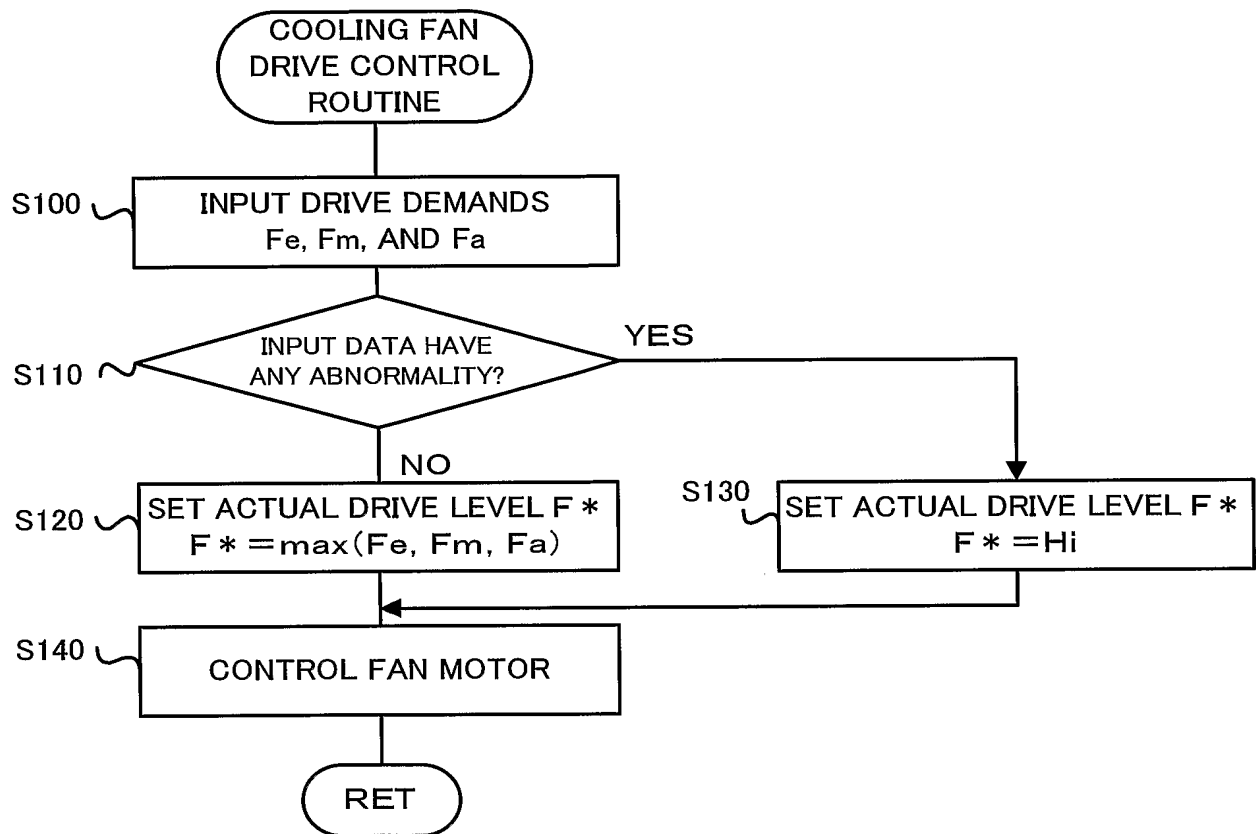 COOLING FAN
DRIVE CONTROL
ROUTINE
S100
INPUT DRIVE DEMANDS
Fe, Fm, AND Fa
S110
INPUT DATA HAVE
ANY ABNORMALITY?
YES
NO
S120
SET ACTUAL DRIVE LEVEL F*
F*=max(Fe, Fm, Fa)
S130
SET ACTUAL DRIVE LEVEL F*
F*=Hi
S140
CONTROL FAN MOTOR
RET